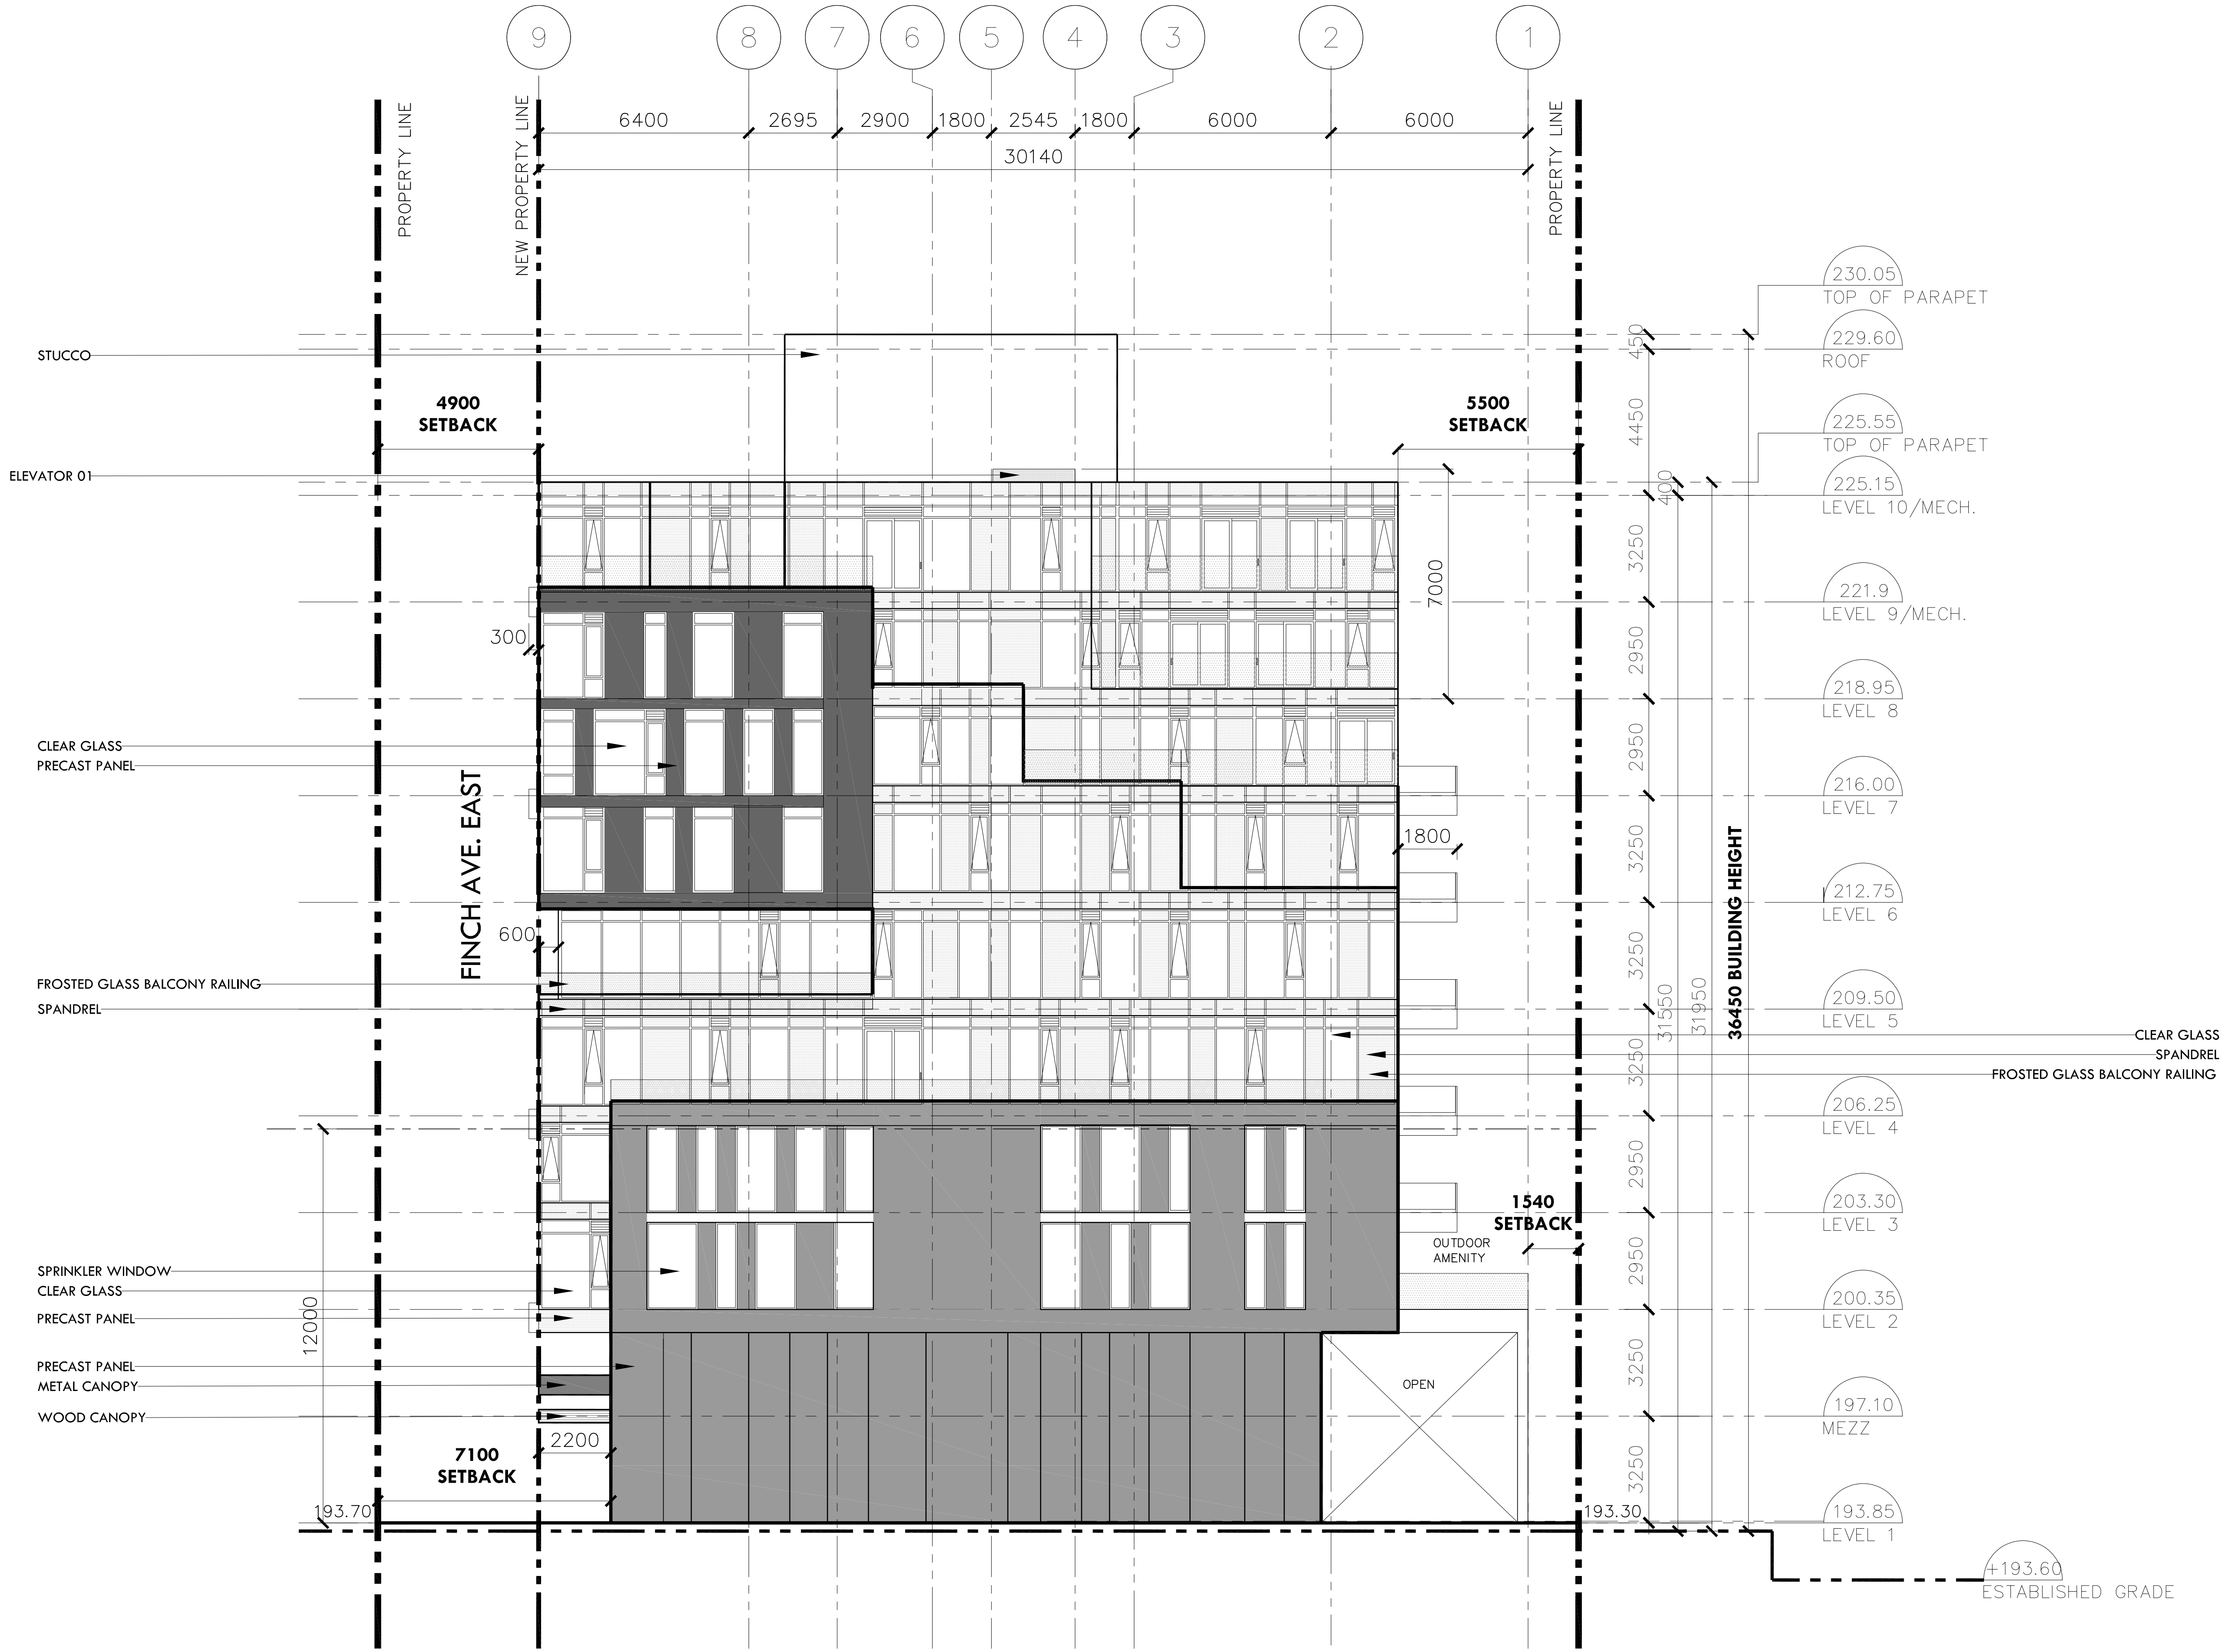 9 8 7 6 5 4 3 2 1
PROPERTY LINE
NEW PROPERTY LINE
PROPERTY LINE
6400 2695 2900 1800 2545 1800 6000 6000
30140
230.05
TOP OF PARAPET
450
229.60
ROOF
STUCCO
4900
SETBACK
5500
SETBACK
4450
225.55
TOP OF PARAPET
ELEVATOR 01
400
225.15
LEVEL 10/MECH.
3250
7000
221.9
LEVEL 9/MECH.
300
2950
218.95
LEVEL 8
CLEAR GLASS
PRECAST PANEL
2950
216.00
LEVEL 7
FINCH AVE. EAST
1800
3250
36450 BUILDING HEIGHT
212.75
LEVEL 6
600
3250
FROSTED GLASS BALCONY RAILING
SPANDREL
31550
31950
209.50
LEVEL 5
CLEAR GLASS
SPANDREL
FROSTED GLASS BALCONY RAILING
3250
206.25
LEVEL 4
2950
1540
SETBACK
203.30
LEVEL 3
OUTDOOR
AMENITY
SPRINKLER WINDOW
CLEAR GLASS
2950
PRECAST PANEL
12000
200.35
LEVEL 2
PRECAST PANEL
METAL CANOPY
OPEN
3250
WOOD CANOPY
197.10
MEZZ
2200
7100
SETBACK
3250
193.70
193.30
193.85
LEVEL 1
+193.60
ESTABLISHED GRADE